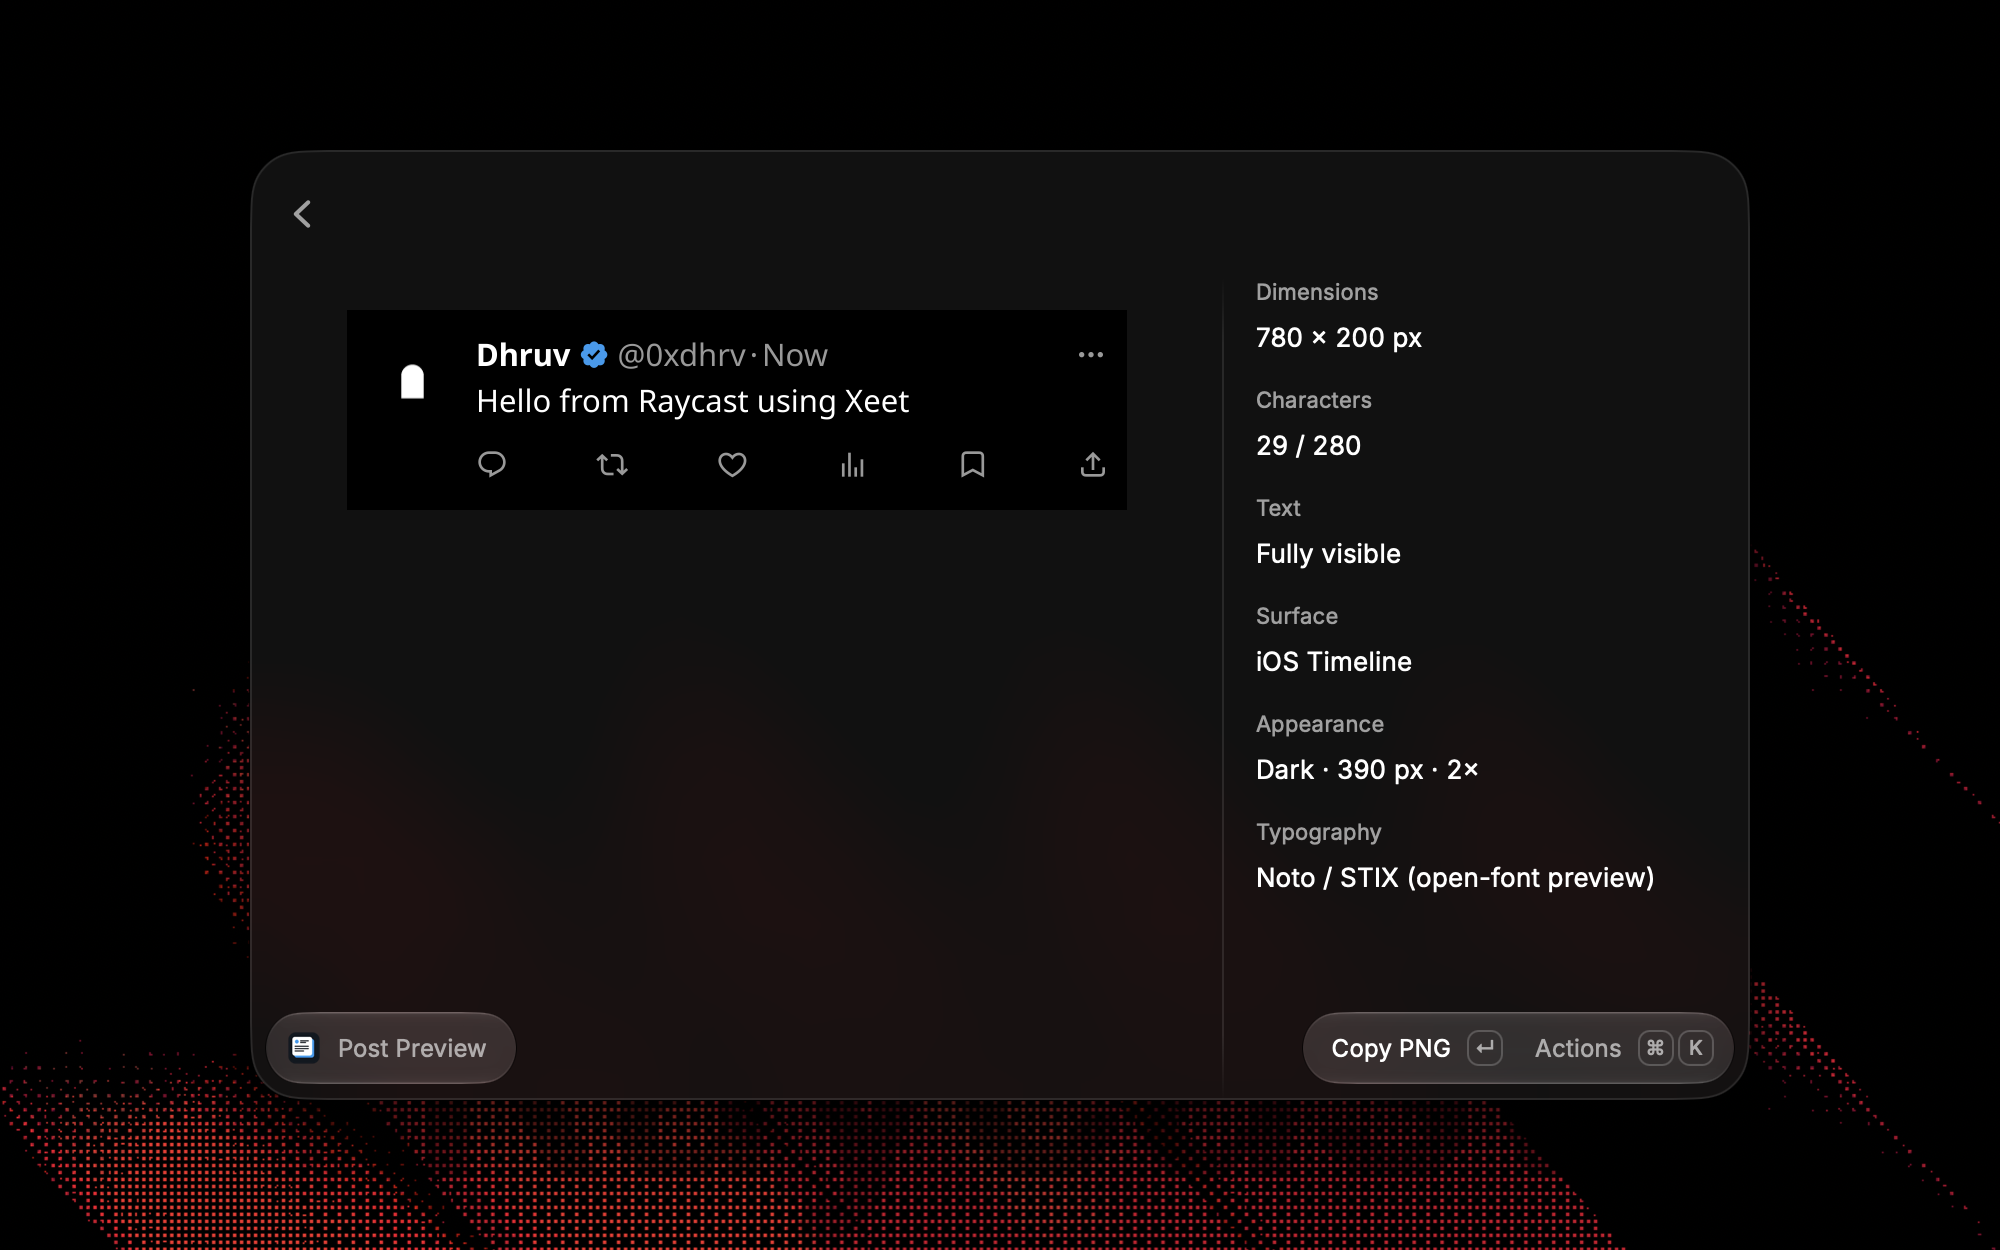 Dhruv @0xdhrv · Now
Hello from Raycast using Xeet
Dimensions
780 × 200 px
Characters
29 / 280
Text
Fully visible
Surface
iOS Timeline
Appearance
Dark · 390 px · 2×
Typography
Noto / STIX (open-font preview)
Post Preview
Copy PNG ↵ Actions ⌘ K